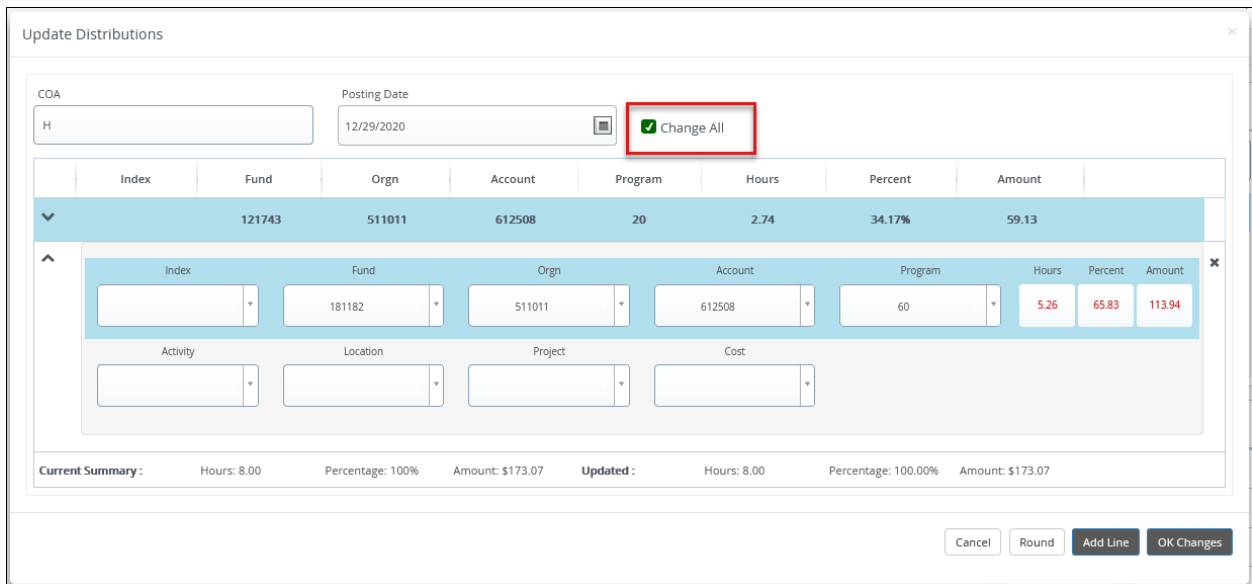 Update Distributions
COA Posting Date
H 12/29/2020 Change All
Index Fund Orgn Account Program Hours Percent Amount
121743 511011 612508 20 2.74 34.17% 59.13
Index Fund Orgn Account Program Hours Percent Amount
181182 511011 612508 60 5.26 65.83 113.94
Activity Location Project Cost
Current Summary : Hours: 8.00 Percentage: 100% Amount: $173.07 Updated : Hours: 8.00 Percentage: 100.00% Amount: $173.07
Cancel Round Add Line OK Changes